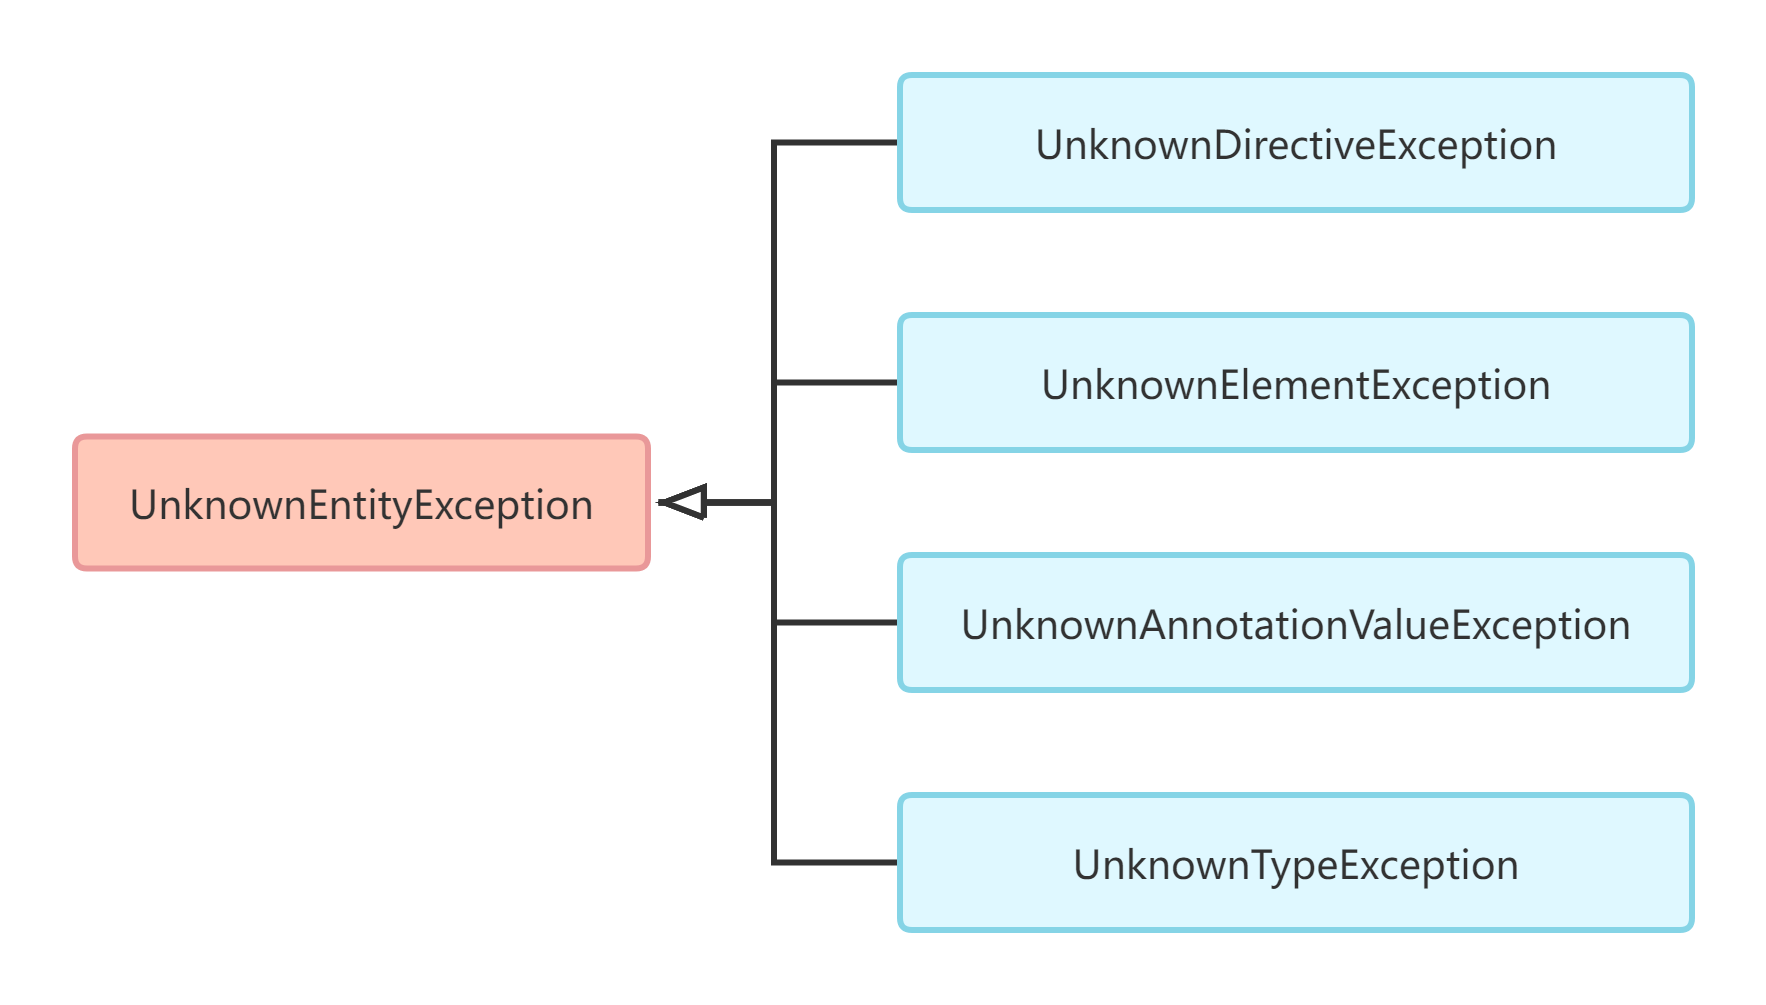 UnknownDirectiveException
UnknownElementException
UnknownEntityException
UnknownAnnotationValueException
UnknownTypeException